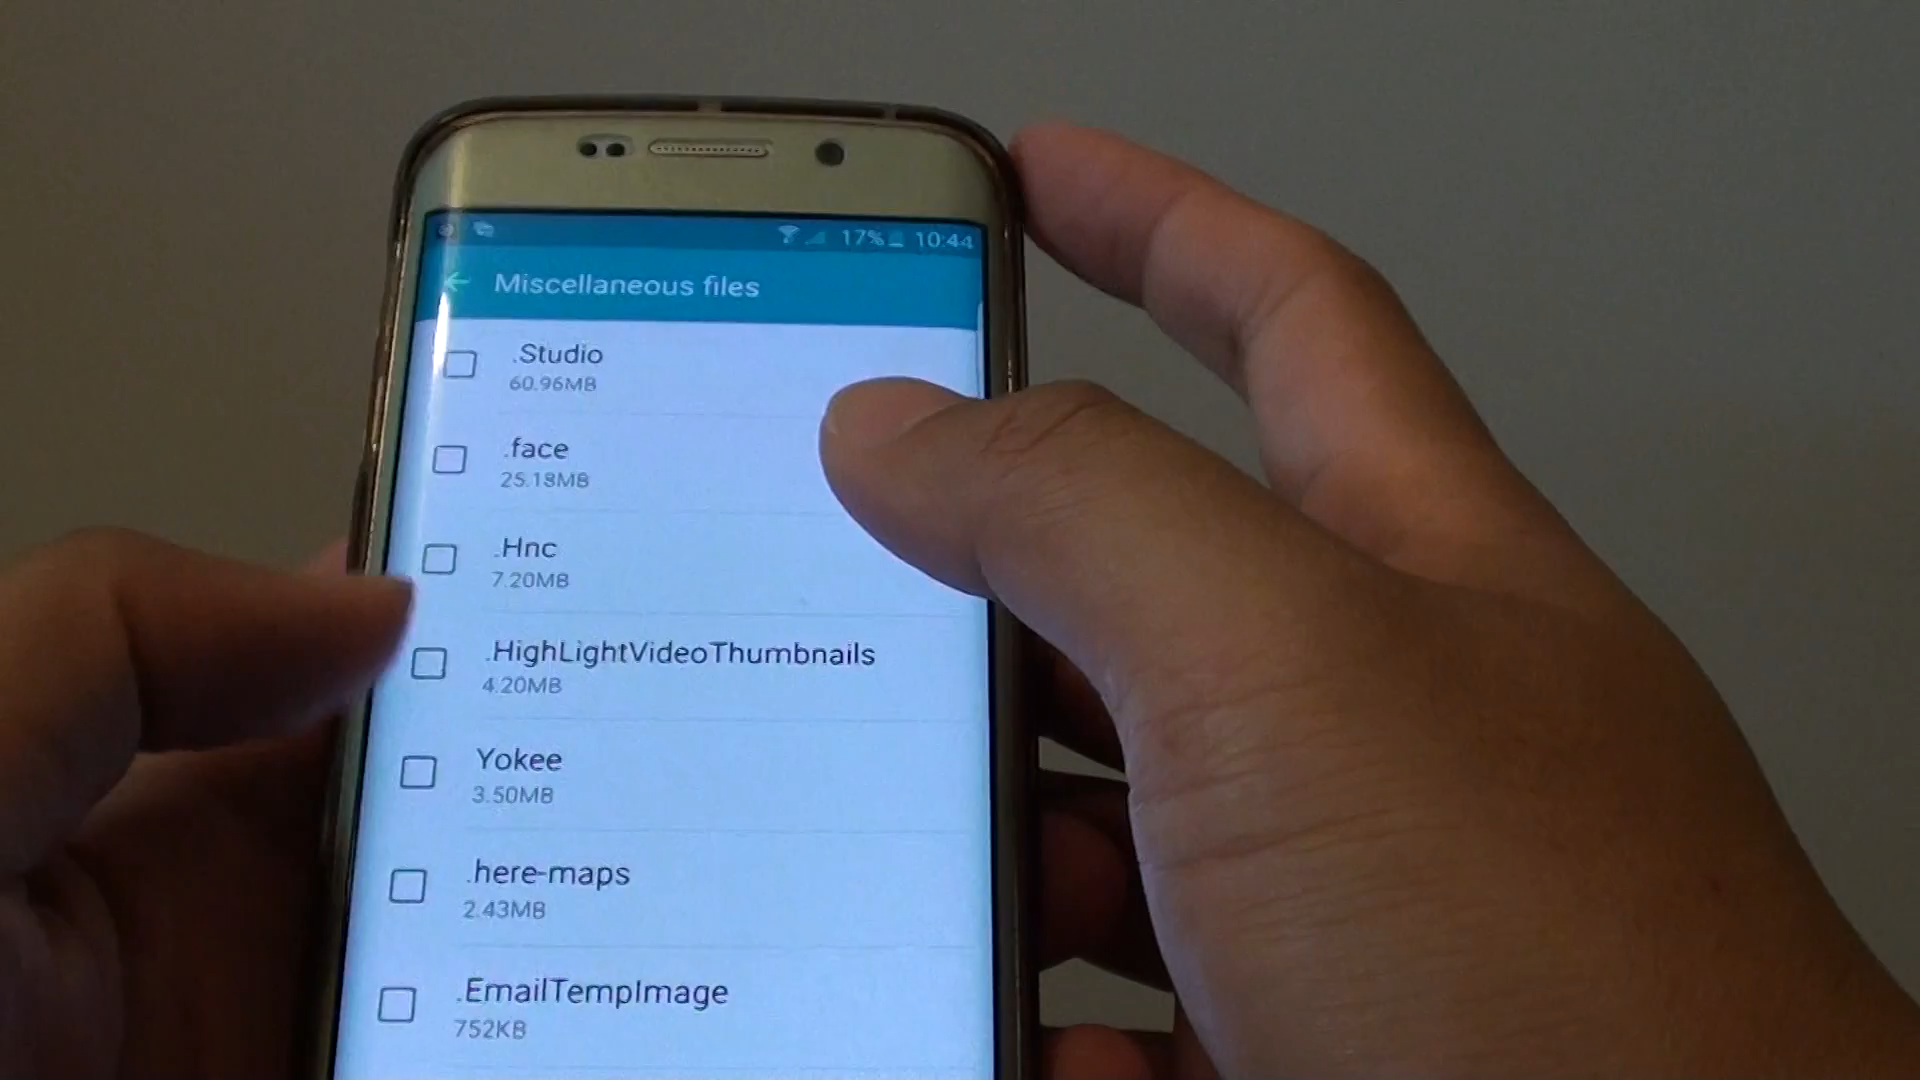 17% 10:44
Miscellaneous files
.Studio
60.96MB
.face
25.18MB
.Hnc
7.20MB
.HighLightVideoThumbnails
4.20MB
Yokee
3.50MB
.here-maps
2.43MB
.EmailTempImage
752KB